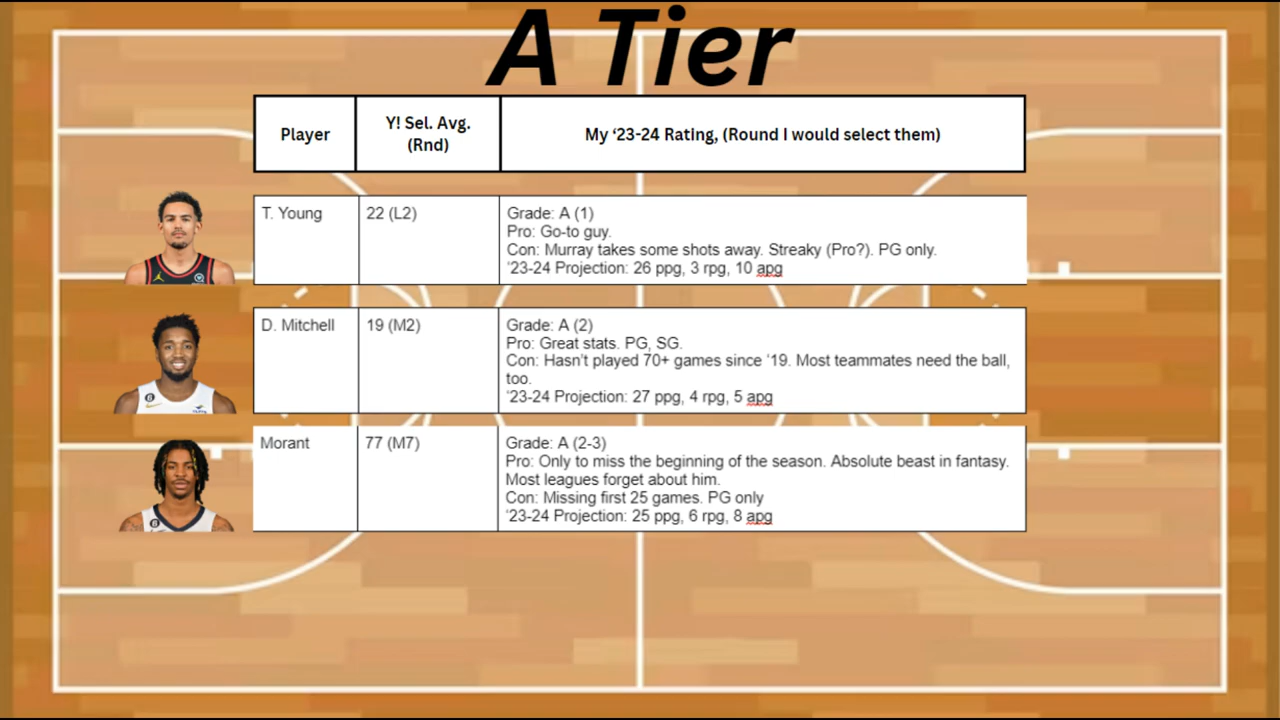 A Tier
Player
Y! Sel. Avg.
(Rnd)
My ‘23-24 Rating, (Round I would select them)
T. Young
22 (L2)
Grade: A (1)
Pro: Go-to guy.
Con: Murray takes some shots away. Streaky (Pro?). PG only.
‘23-24 Projection: 26 ppg, 3 rpg, 10 apg
D. Mitchell
19 (M2)
Grade: A (2)
Pro: Great stats. PG, SG.
Con: Hasn’t played 70+ games since ‘19. Most teammates need the ball,
too.
‘23-24 Projection: 27 ppg, 4 rpg, 5 apg
Morant
77 (M7)
Grade: A (2-3)
Pro: Only to miss the beginning of the season. Absolute beast in fantasy.
Most leagues forget about him.
Con: Missing first 25 games. PG only
‘23-24 Projection: 25 ppg, 6 rpg, 8 apg